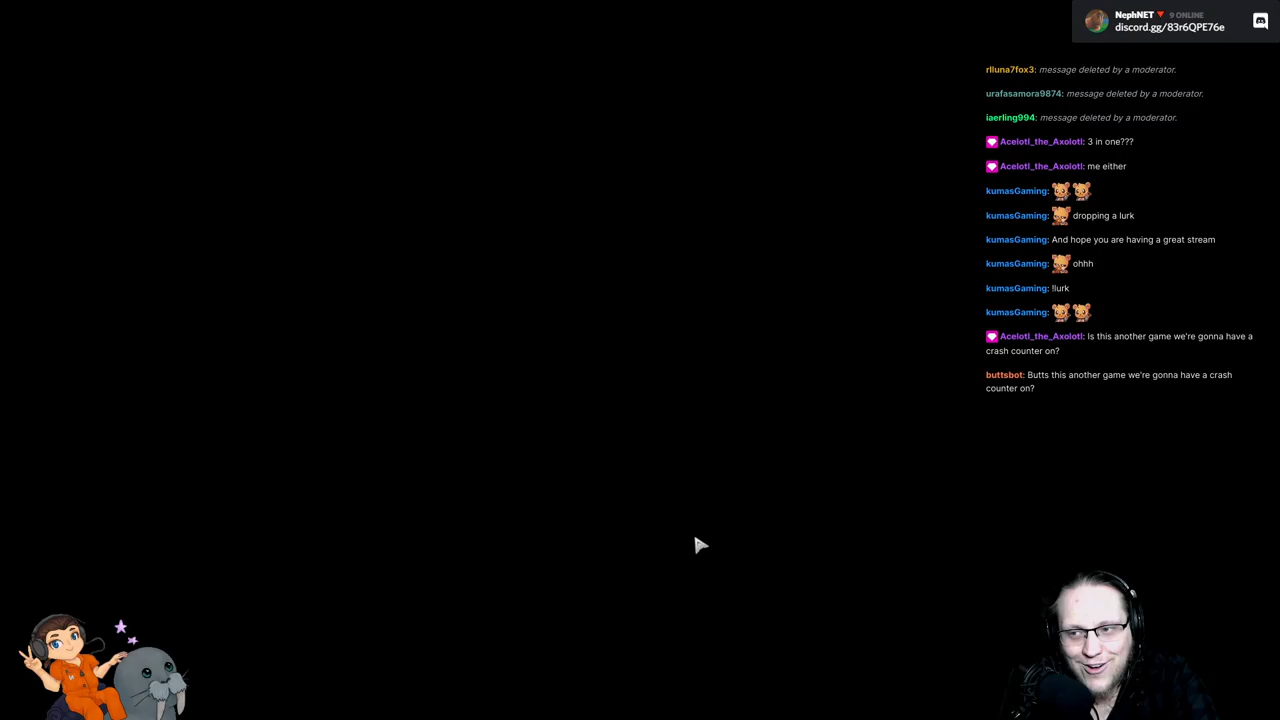 NephNET 9 ONLINE
discord.gg/83r6QPE76e
rlluna7fox3: message deleted by a moderator.
urafasamora9874: message deleted by a moderator.
iaerling994: message deleted by a moderator.
Acelotl_the_Axolotl: 3 in one???
Acelotl_the_Axolotl: me either
kumasGaming:
kumasGaming: dropping a lurk
kumasGaming: And hope you are having a great stream
kumasGaming: ohhh
kumasGaming: !lurk
kumasGaming:
Acelotl_the_Axolotl: Is this another game we're gonna have a
crash counter on?
buttsbot: Butts this another game we're gonna have a crash
counter on?